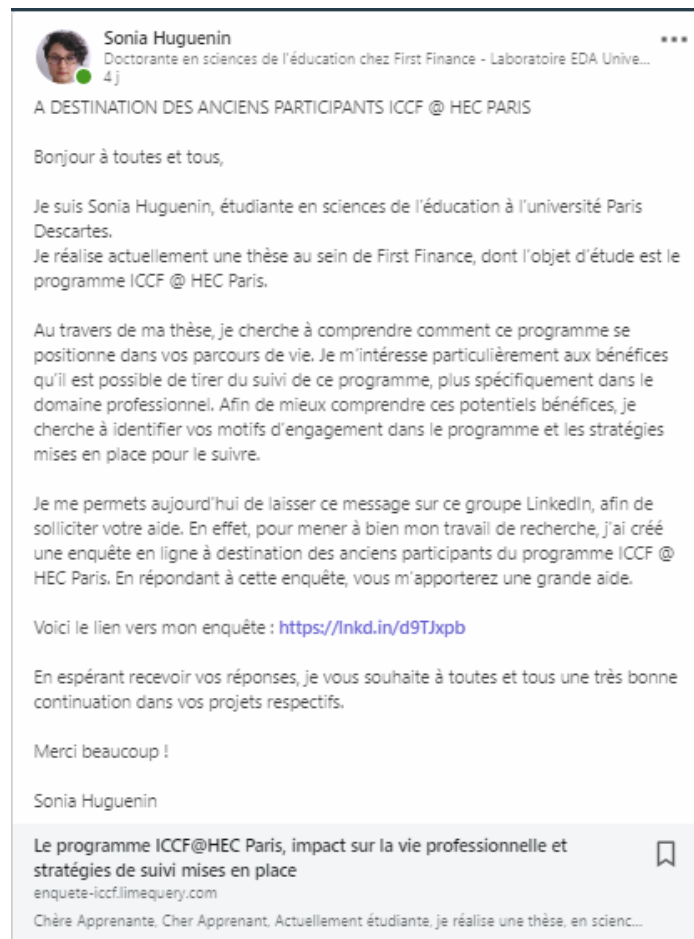 Sonia Huguenin
Doctorante en sciences de l'éducation chez First Finance - Laboratoire EDA Unive...
4 j
A DESTINATION DES ANCIENS PARTICIPANTS ICCF @ HEC PARIS
Bonjour à toutes et tous,
Je suis Sonia Huguenin, étudiante en sciences de l'éducation à l'université Paris
Descartes.
Je réalise actuellement une thèse au sein de First Finance, dont l'objet d'étude est le
programme ICCF @ HEC Paris.
Au travers de ma thèse, je cherche à comprendre comment ce programme se
positionne dans vos parcours de vie. Je m'intéresse particulièrement aux bénéfices
qu'il est possible de tirer du suivi de ce programme, plus spécifiquement dans le
domaine professionnel. Afin de mieux comprendre ces potentiels bénéfices, je
cherche à identifier vos motifs d'engagement dans le programme et les stratégies
mises en place pour le suivre.
Je me permets aujourd'hui de laisser ce message sur ce groupe LinkedIn, afin de
solliciter votre aide. En effet, pour mener à bien mon travail de recherche, j'ai créé
une enquête en ligne à destination des anciens participants du programme ICCF @
HEC Paris. En répondant à cette enquête, vous m'apporterez une grande aide.
Voici le lien vers mon enquête : https://lnkd.in/d9TJxpb
En espérant recevoir vos réponses, je vous souhaite à toutes et tous une très bonne
continuation dans vos projets respectifs.
Merci beaucoup !
Sonia Huguenin
Le programme ICCF@HEC Paris, impact sur la vie professionnelle et
stratégies de suivi mises en place
enquete-iccf.limequery.com
Chère Apprenante, Cher Apprenant, Actuellement étudiante, je réalise une thèse, en scienc...